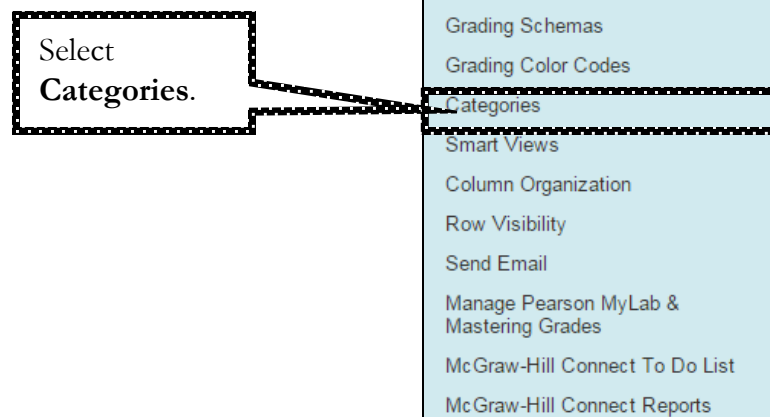 Select
Categories.
Grading Schemas
Grading Color Codes
Categories
Smart Views
Column Organization
Row Visibility
Send Email
Manage Pearson MyLab &
Mastering Grades
McGraw-Hill Connect To Do List
McGraw-Hill Connect Reports